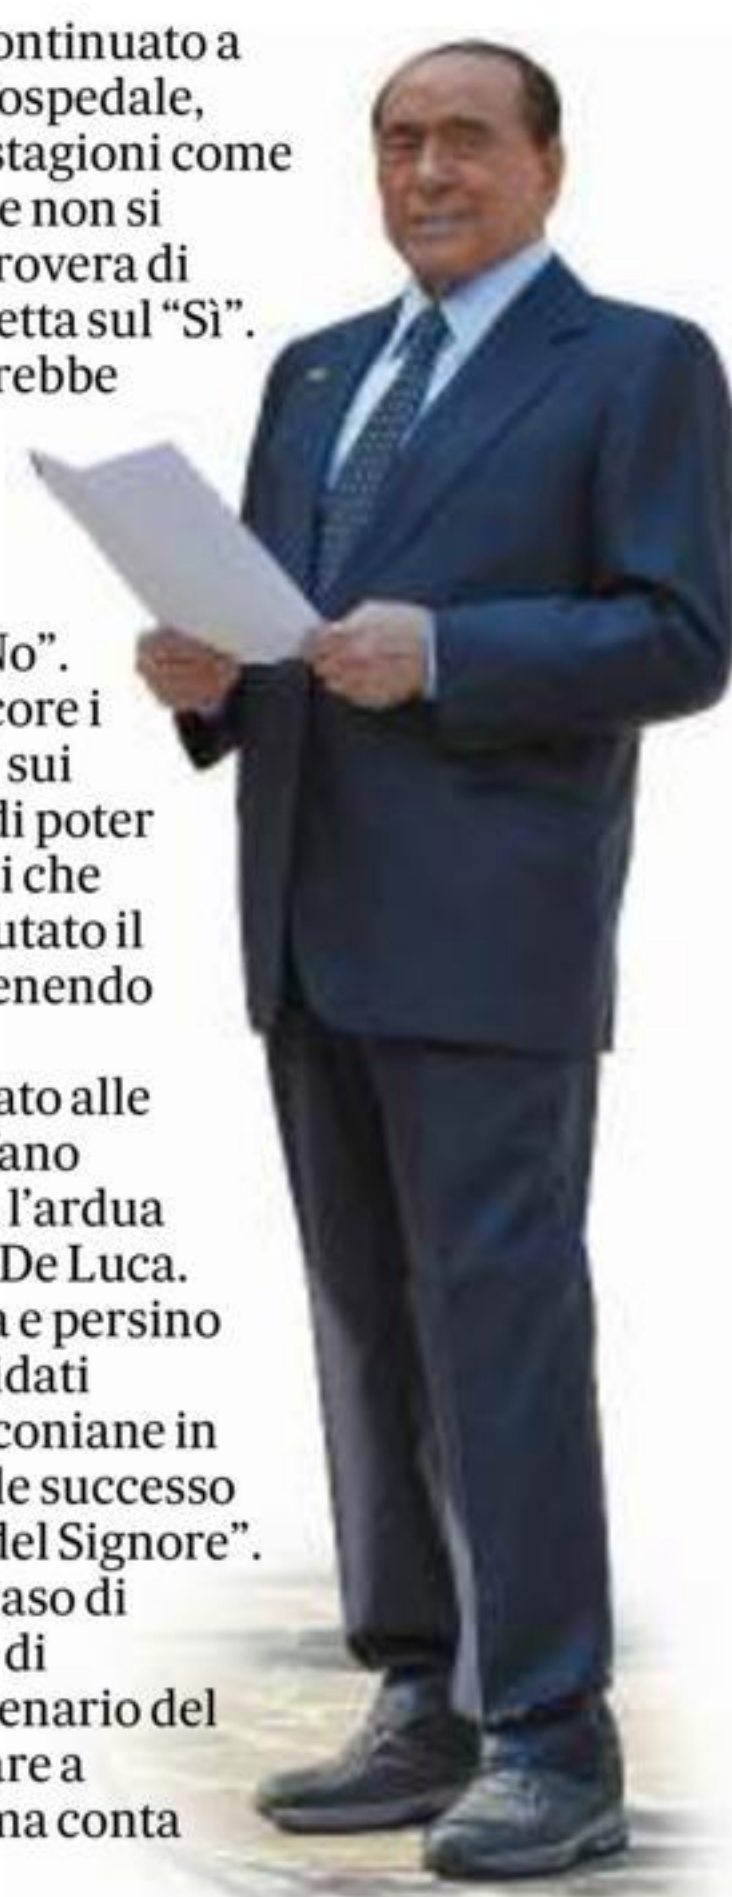 ontinuato a
ospedale,
stagioni come
e non si
rovera di
etta sul “Sì”.
rebbe
No”.
core i
sui
di poter
i che
utato il
enendo
ato alle
ano
l’ardua
De Luca.
a e persino
idati
coniane in
le successo
del Signore”.
aso di
di
enario del
are a
ma conta